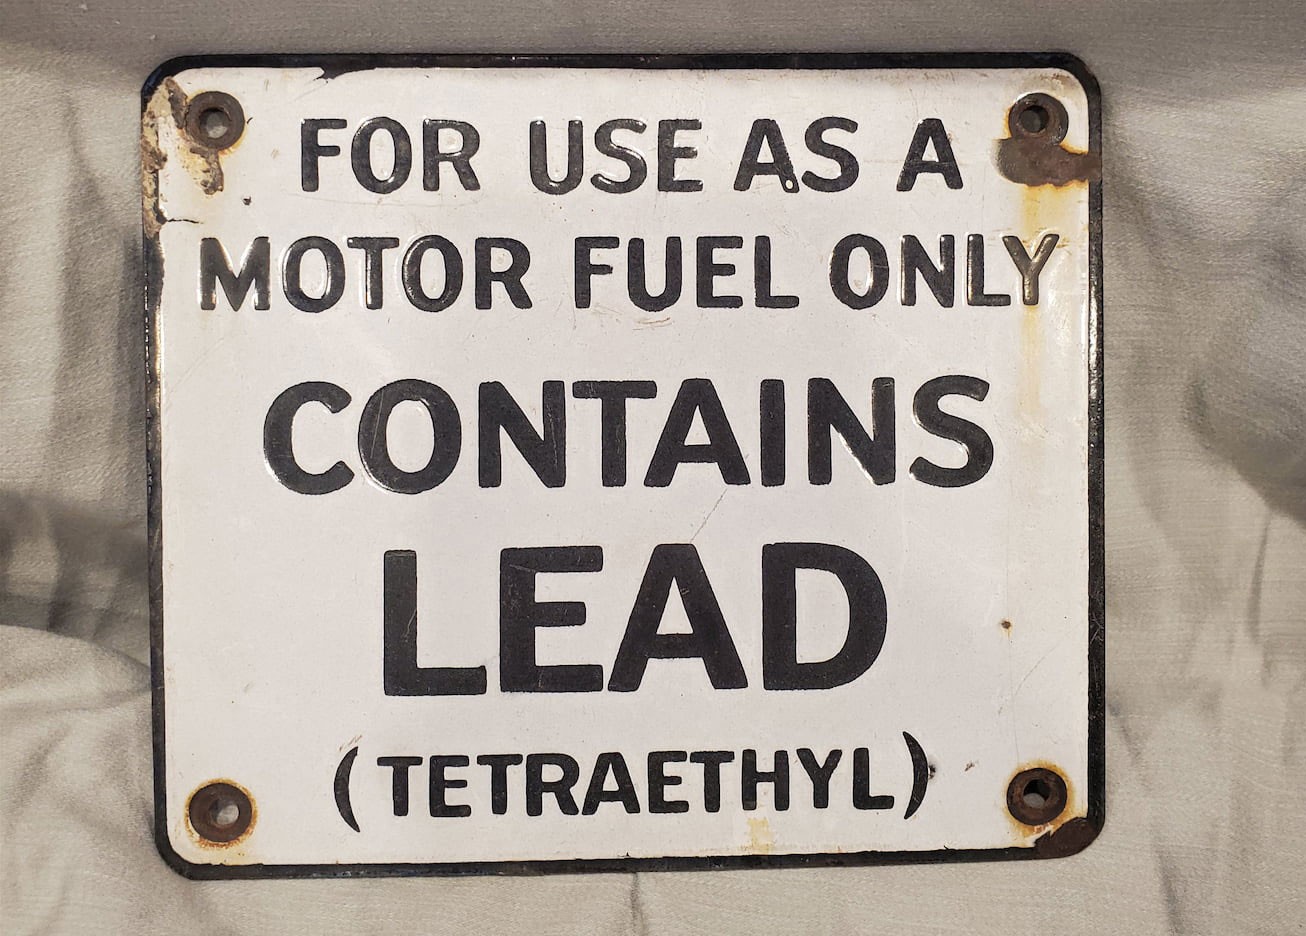 FOR USE AS A
MOTOR FUEL ONLY
CONTAINS
LEAD
(TETRAETHYL)